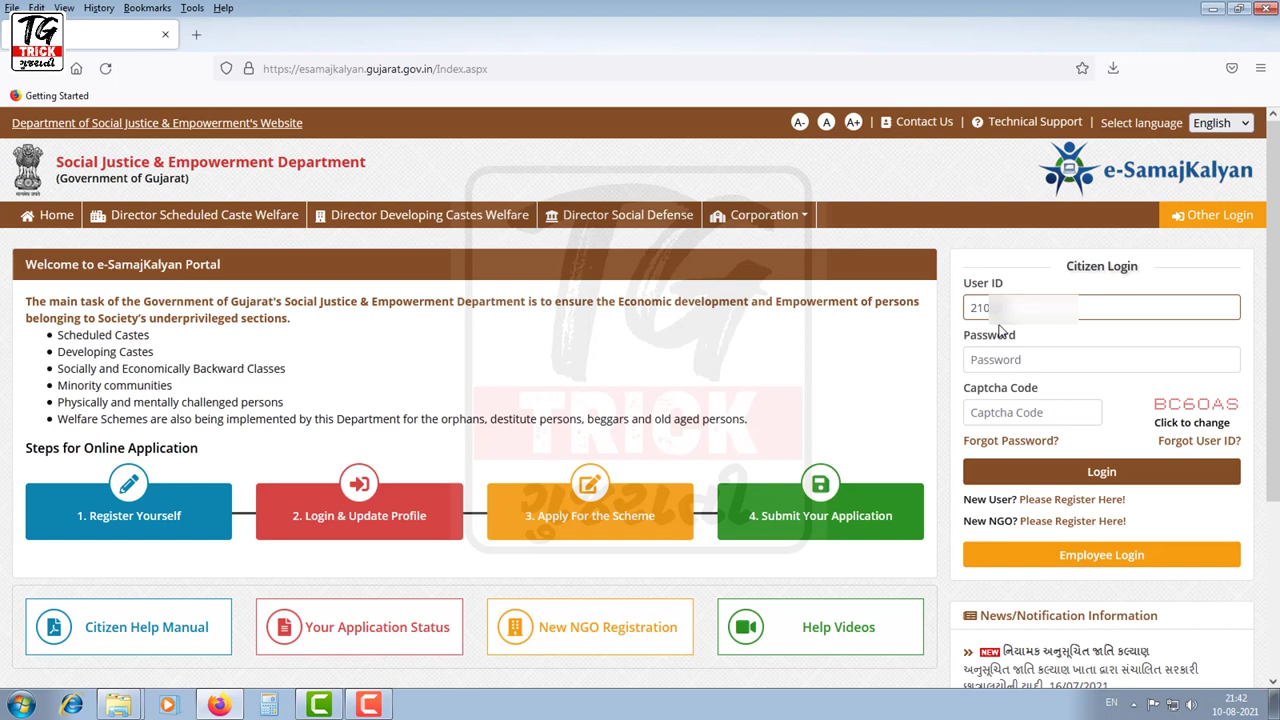 File Edit View History Bookmarks Tools Help
TG
TRICK
ગુજરાતી
https://esamajkalyan.gujarat.gov.in/Index.aspx
Getting Started
Department of Social Justice & Empowerment's Website
A- A A+ Contact Us Technical Support Select language English
Social Justice & Empowerment Department
(Government of Gujarat)
e-SamajKalyan
Home Director Scheduled Caste Welfare Director Developing Castes Welfare Director Social Defense Corporation Other Login
Welcome to e-SamajKalyan Portal
The main task of the Government of Gujarat's Social Justice & Empowerment Department is to ensure the Economic development and Empowerment of persons
belonging to Society's underprivileged sections.
Scheduled Castes
Developing Castes
Socially and Economically Backward Classes
Minority communities
Physically and mentally challenged persons
Welfare Schemes are also being implemented by this Department for the orphans, destitute persons, beggars and old aged persons.
Steps for Online Application
1. Register Yourself
2. Login & Update Profile
3. Apply For the Scheme
4. Submit Your Application
Citizen Help Manual
Your Application Status
New NGO Registration
Help Videos
TG
TRICK
ગુજરાતી
Citizen Login
User ID
210
Password
Password
Captcha Code
Captcha Code
BC60AS
Click to change
Forgot Password? Forgot User ID?
Login
New User? Please Register Here!
New NGO? Please Register Here!
Employee Login
News/Notification Information
NEW નિયામક અનુસૂચિત જાતિ કલ્યાણ
અનુસૂચિત જાતિ કલ્યાણ ખાતા દ્વારા સંચાલિત સરકારી
છાત્રાલયોની યાદી. 16/07/2021
EN
21:42
10-08-2021